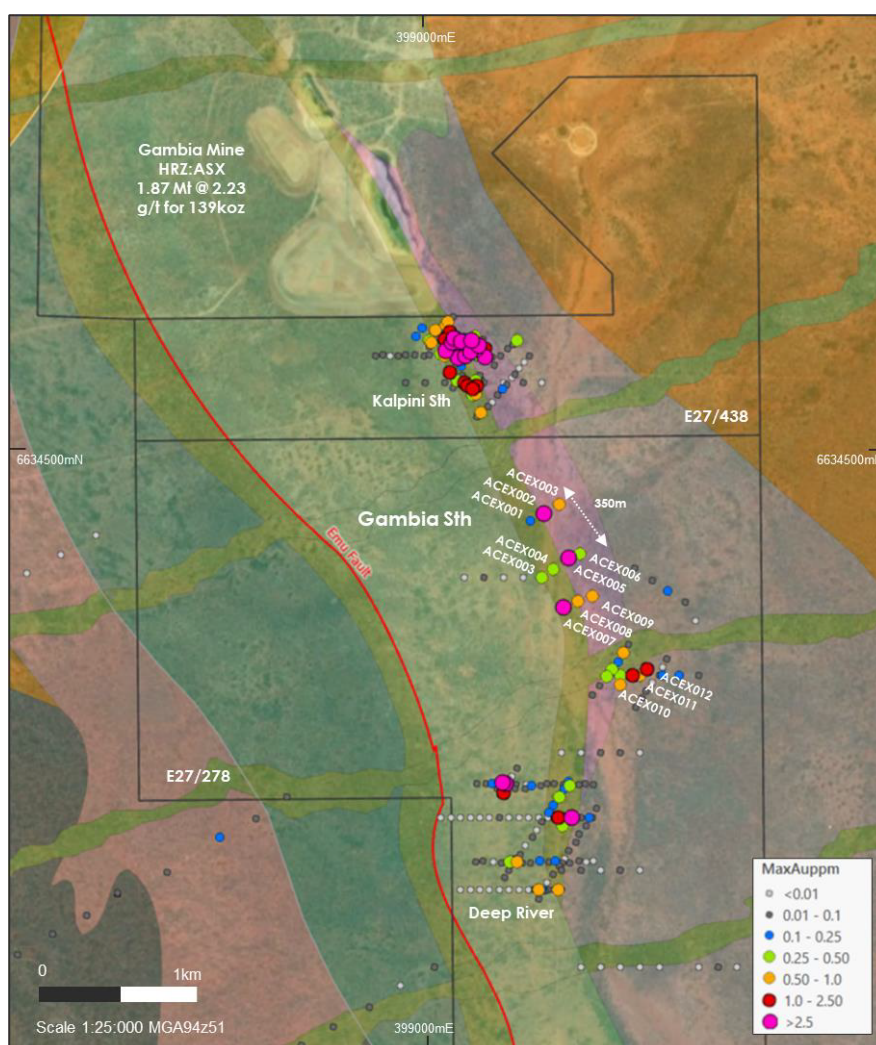 399000mE
Gambia Mine
HRZ:ASX
1.87 Mt @ 2.23
g/t for 139koz
Kalpini Sth
E27/438
6634500mN
6634500m
ACEX003
ACEX002
ACEX001
350m
Gambia Sth
Emu Fault
ACEX004
ACEX003
ACEX006
ACEX005
ACEX009
ACEX008
ACEX007
ACEX012
ACEX011
ACEX010
E27/278
Deep River
MaxAuppm
<0.01
0.01 - 0.1
0.1 - 0.25
0.25 - 0.50
0.50 - 1.0
1.0 - 2.50
>2.5
0 1km
Scale 1:25:000 MGA94z51
399000mE